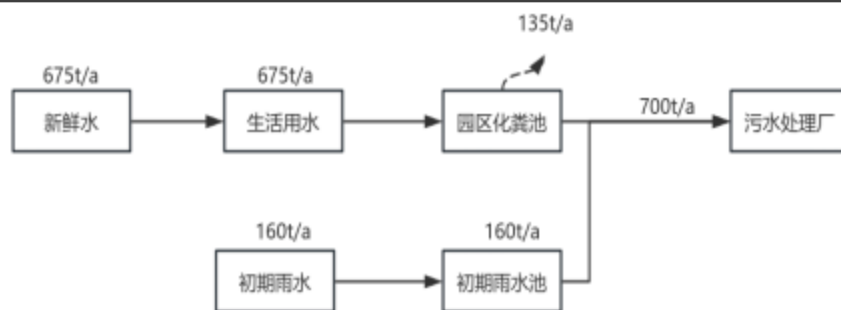 135t/a
675t/a
675t/a
新鲜水
生活用水
园区化粪池
700t/a
污水处理厂
160t/a
160t/a
初期雨水
初期雨水池